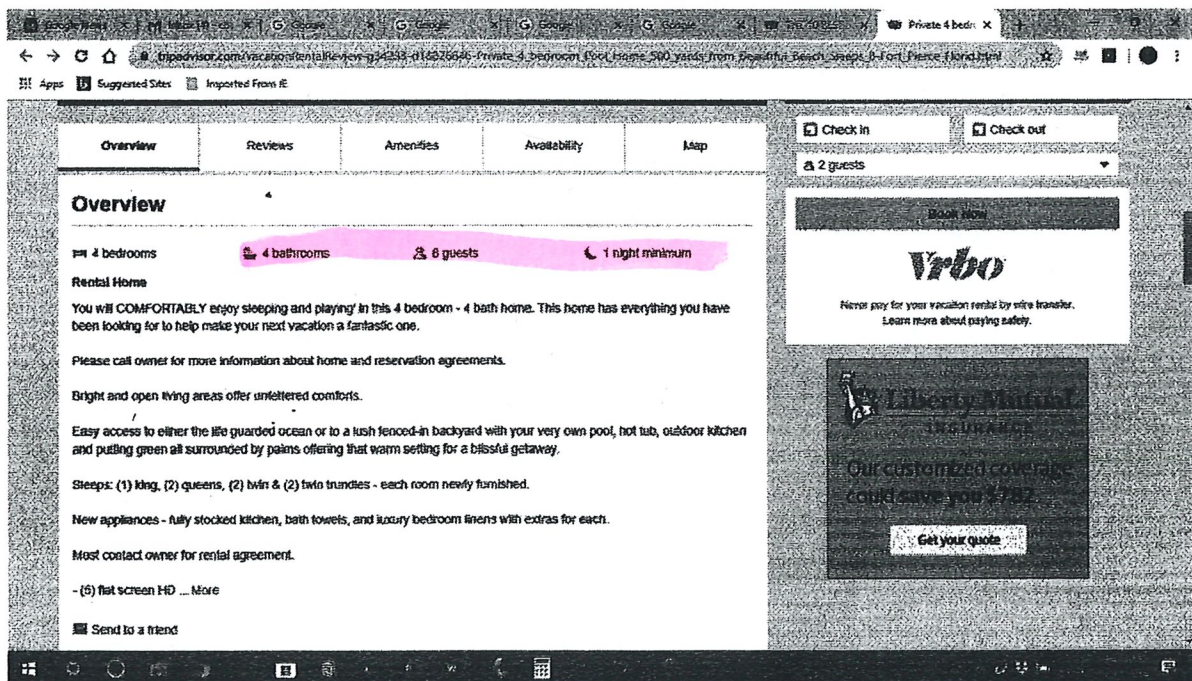 Private 4 bedr
Apps Suggested Sites Imported From IE
Overview Reviews Amenities Availability Map
Check in Check out
2 guests
Overview
Book Now
4 bedrooms 4 bathrooms 8 guests 1 night minimum
Vrbo
Rental Home
You will COMFORTABLY enjoy sleeping and playing in this 4 bedroom - 4 bath home. This home has everything you have
been looking for to help make your next vacation a fantastic one.
Never pay for your vacation rental by wire transfer.
Learn more about paying safely.
Please call owner for more information about home and reservation agreements.
Bright and open living areas offer unfettered comforts.
Easy access to either the life guarded ocean or to a lush fenced-in backyard with your very own pool, hot tub, outdoor kitchen
and putting green all surrounded by palms offering that warm setting for a blissful getaway.
Sleeps: (1) king, (2) queens, (2) twin & (2) twin trundles - each room newly furnished.
New appliances - fully stocked kitchen, bath towels, and luxury bedroom linens with extras for each.
Most contact owner for rental agreement.
- (6) flat screen HD ... More
Send to a friend
Liberty Mutual
INSURANCE
Our customized coverage
could save you $782.
Get your quote